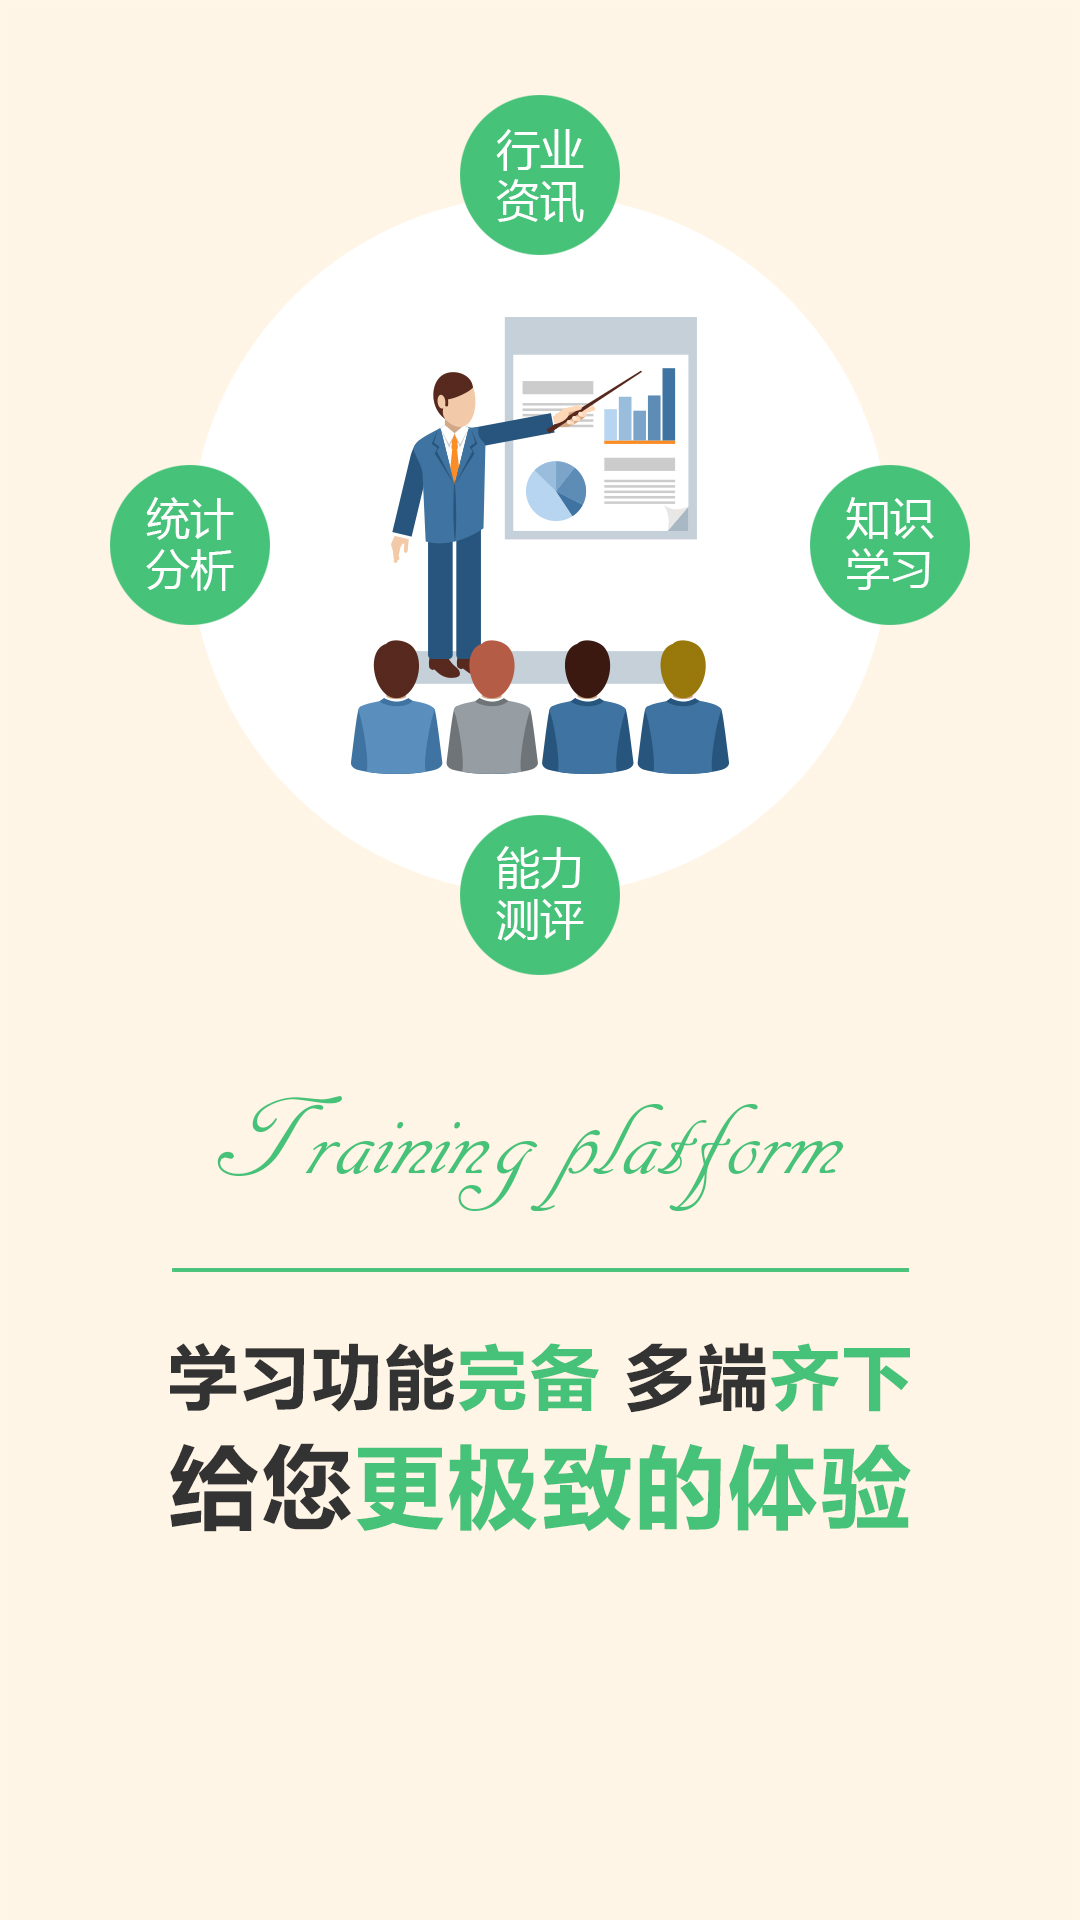 行业
资讯
统计
分析
知识
学习
能力
测评
Training platform
学习功能完备 多端齐下
给您更极致的体验